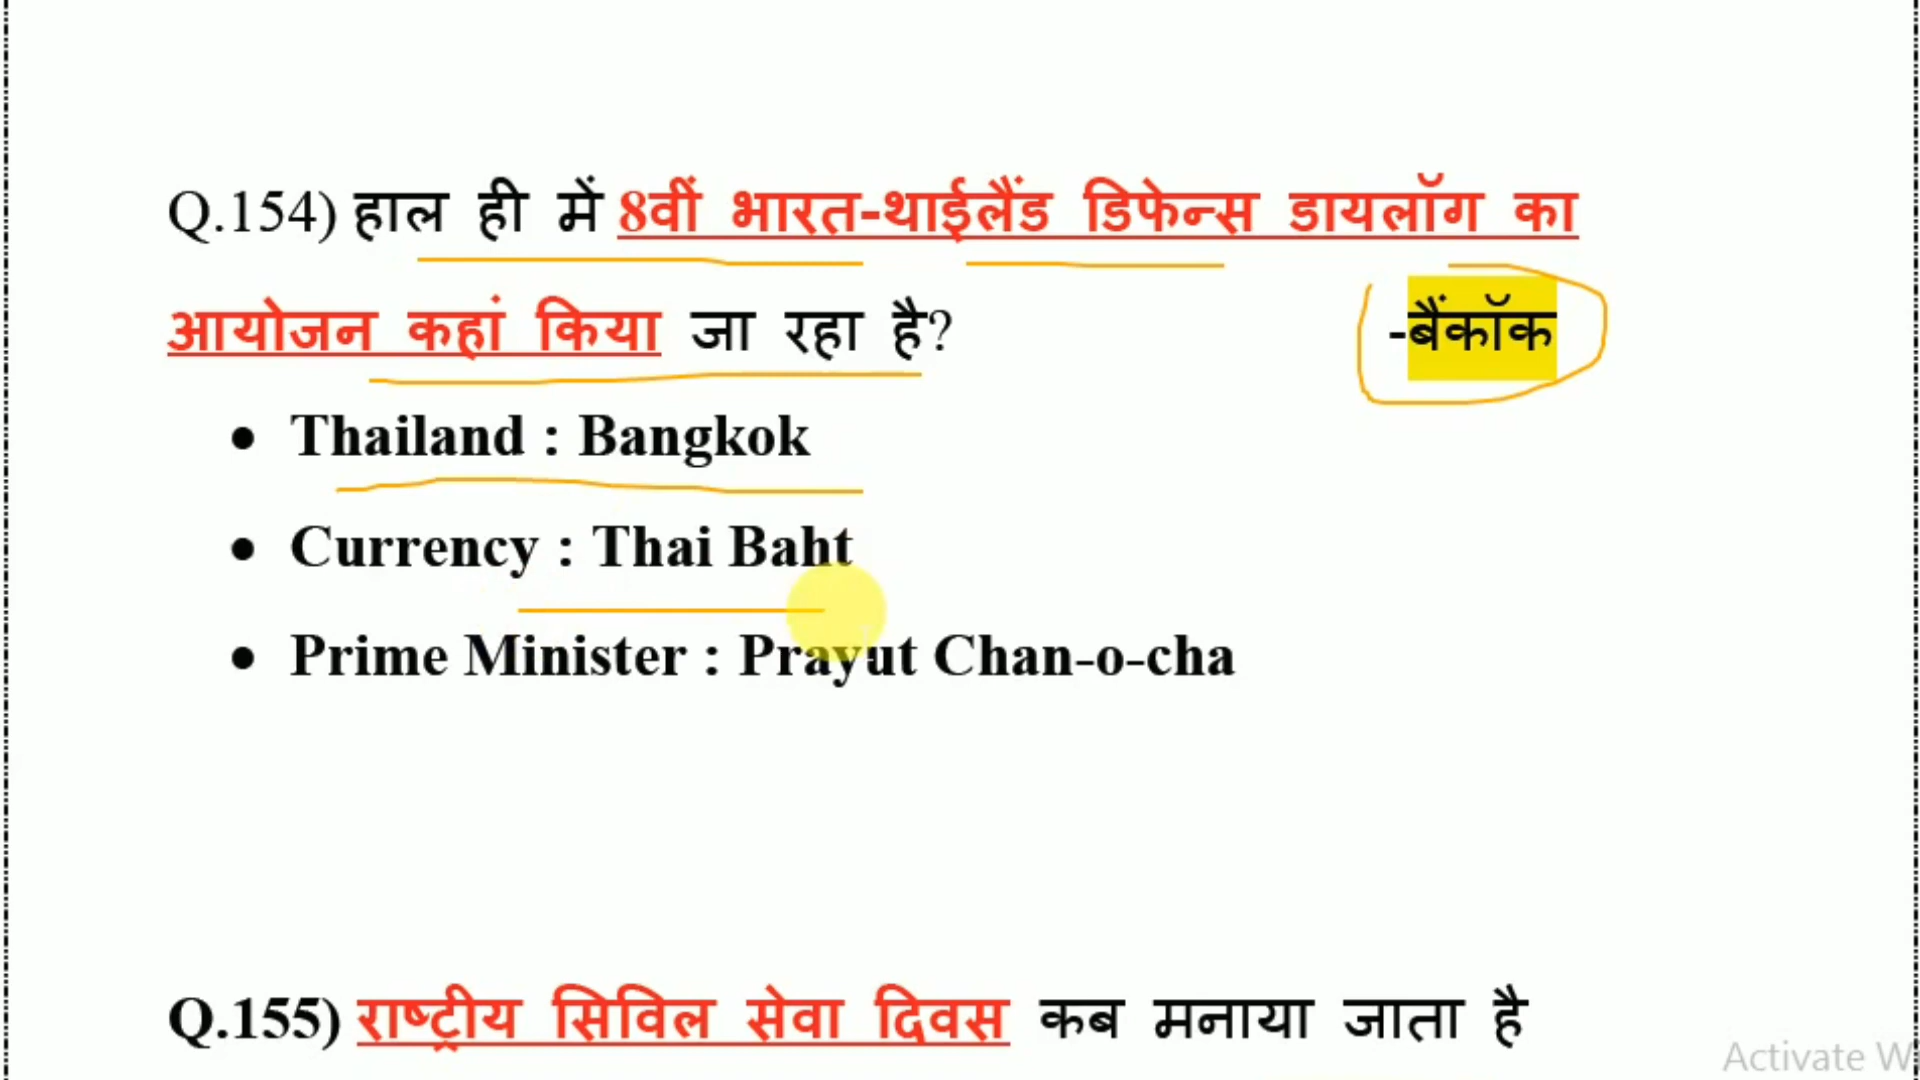 Q.154) हाल ही में 8वीं भारत-थाईलैंड डिफेन्स डायलॉग का
आयोजन कहां किया जा रहा है? -बैंकॉक
• Thailand : Bangkok
• Currency : Thai Baht
• Prime Minister : Prayut Chan-o-cha
Q.155) राष्ट्रीय सिविल सेवा दिवस कब मनाया जाता है
Activate W